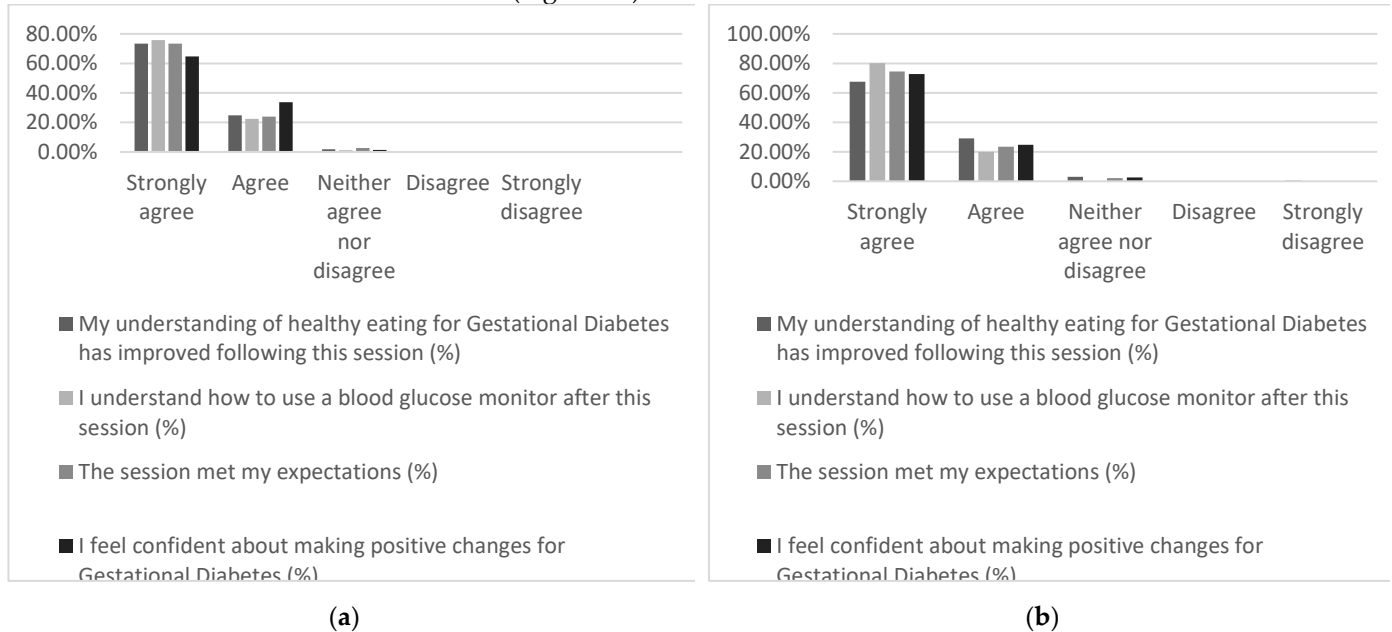 80.00%
60.00%
40.00%
20.00%
0.00%
Strongly
agree
Agree
Neither
agree
nor
disagree
Disagree
Strongly
disagree
My understanding of healthy eating for Gestational Diabetes
has improved following this session (%)
I understand how to use a blood glucose monitor after this
session (%)
The session met my expectations (%)
I feel confident about making positive changes for
Gestational Diabetes (%)
(a)
100.00%
80.00%
60.00%
40.00%
20.00%
0.00%
Strongly
agree
Agree
Neither
agree nor
disagree
Disagree
Strongly
disagree
My understanding of healthy eating for Gestational Diabetes
has improved following this session (%)
I understand how to use a blood glucose monitor after this
session (%)
The session met my expectations (%)
I feel confident about making positive changes for
Gestational Diabetes (%)
(b)